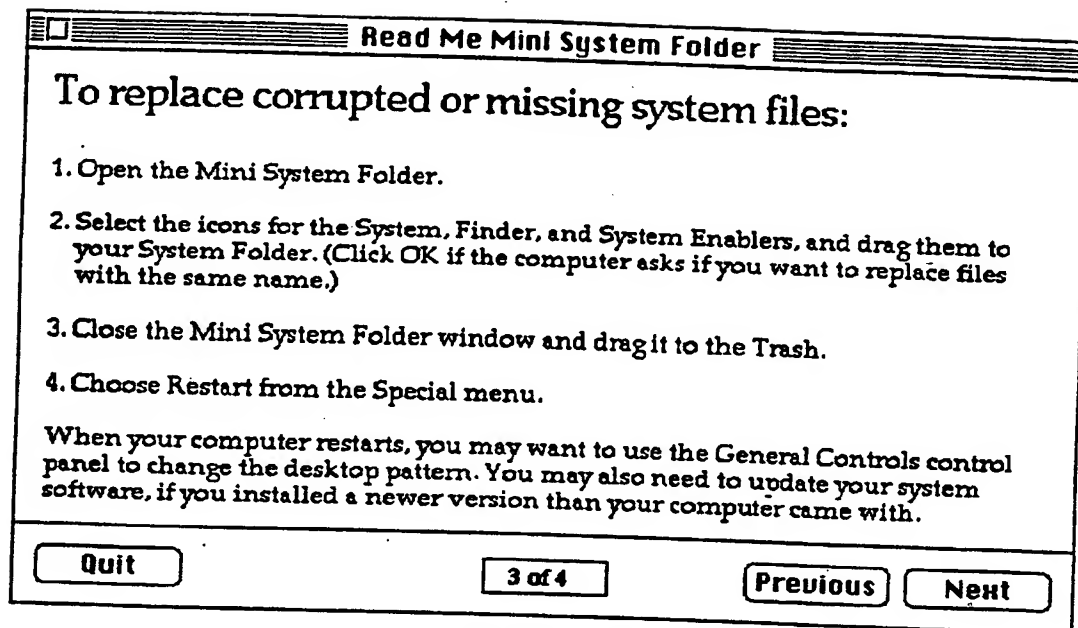 Read Me Mini System Folder
To replace corrupted or missing system files:
1. Open the Mini System Folder.
2. Select the icons for the System, Finder, and System Enablers, and drag them to
your System Folder. (Click OK if the computer asks if you want to replace files
with the same name.)
3. Close the Mini System Folder window and drag it to the Trash.
4. Choose Restart from the Special menu.
When your computer restarts, you may want to use the General Controls control
panel to change the desktop pattern. You may also need to update your system
software, if you installed a newer version than your computer came with.
Quit
3 of 4
Previous
Next